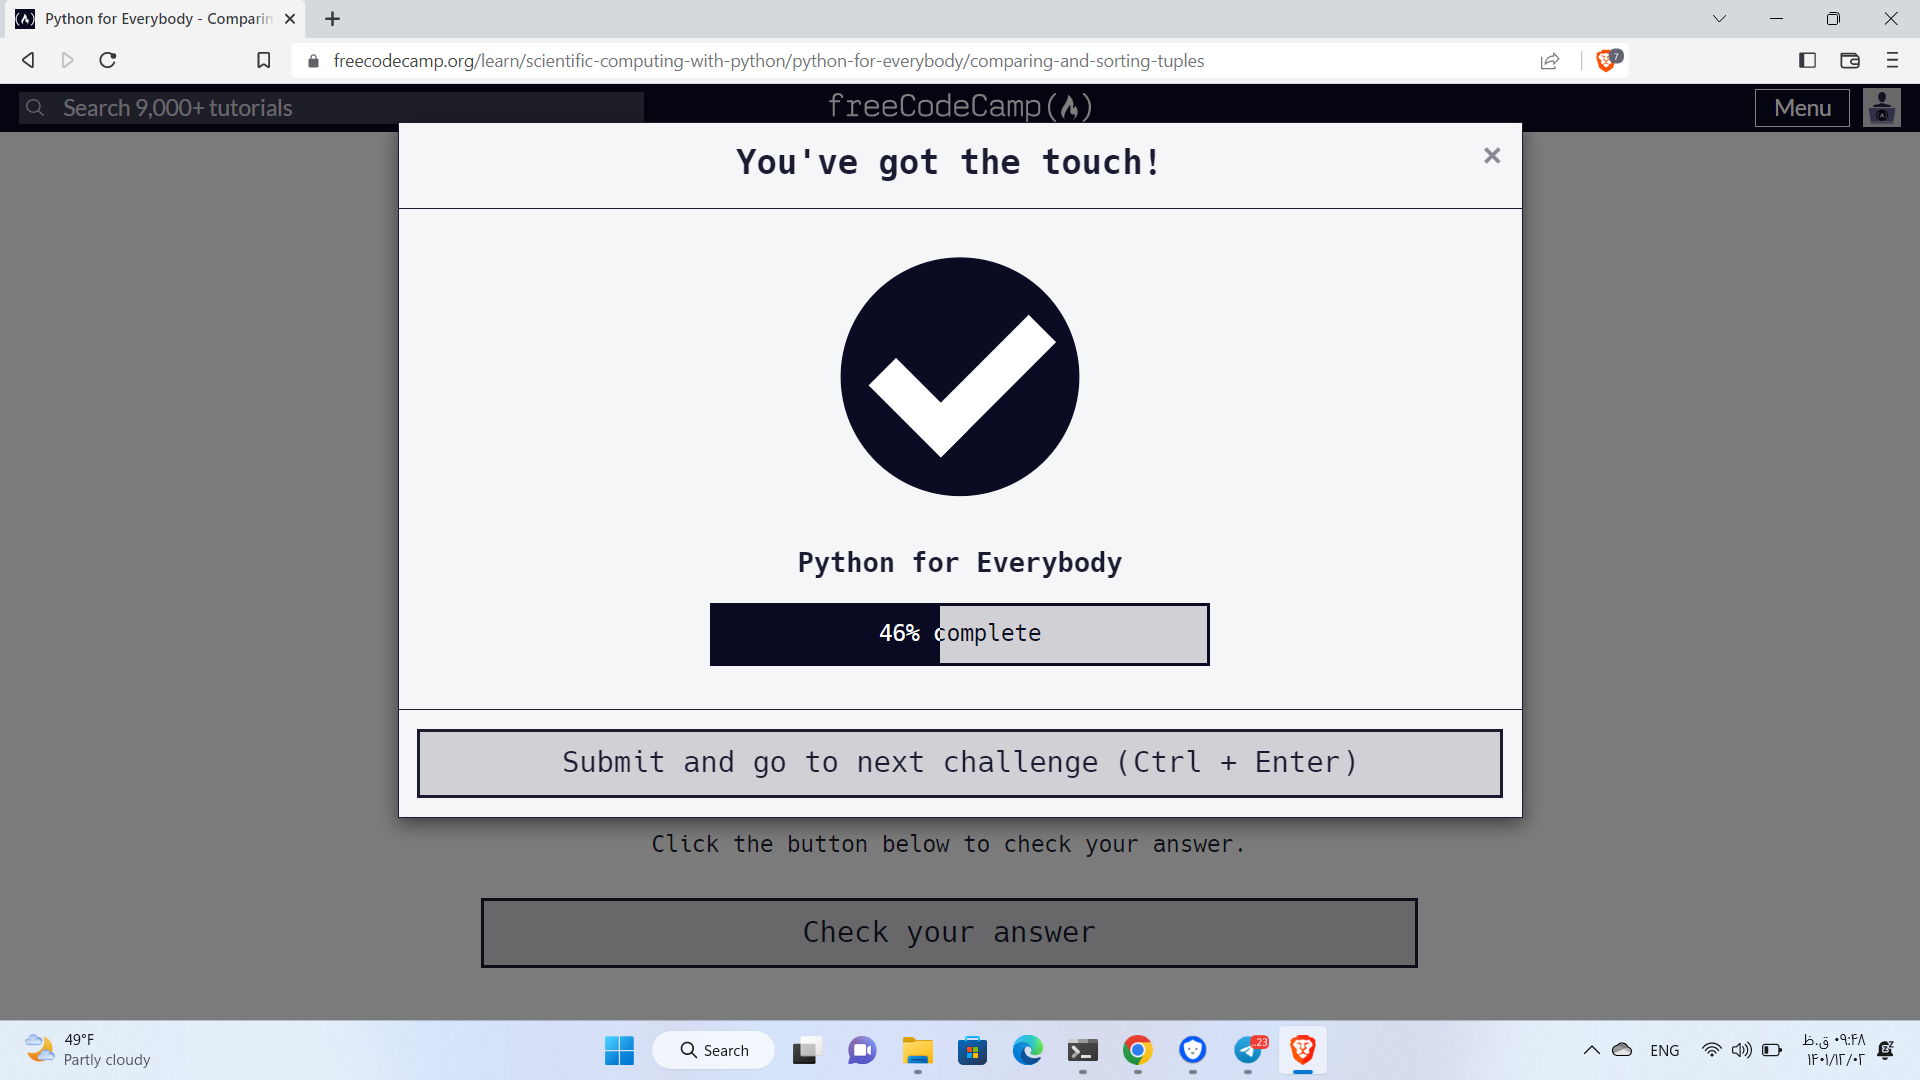 Python for Everybody - Comparin
freecodecamp.org/learn/scientific-computing-with-python/python-for-everybody/comparing-and-sorting-tuples
7
Search 9,000+ tutorials
freeCodeCamp(🔥)
Menu
You've got the touch!
Python for Everybody
46% complete
Submit and go to next challenge (Ctrl + Enter)
Click the button below to check your answer.
Check your answer
49°F
Partly cloudy
Search
..23
ENG
۰۹:۴۸ ق.ظ
۱۴۰۱/۱۲/۰۲